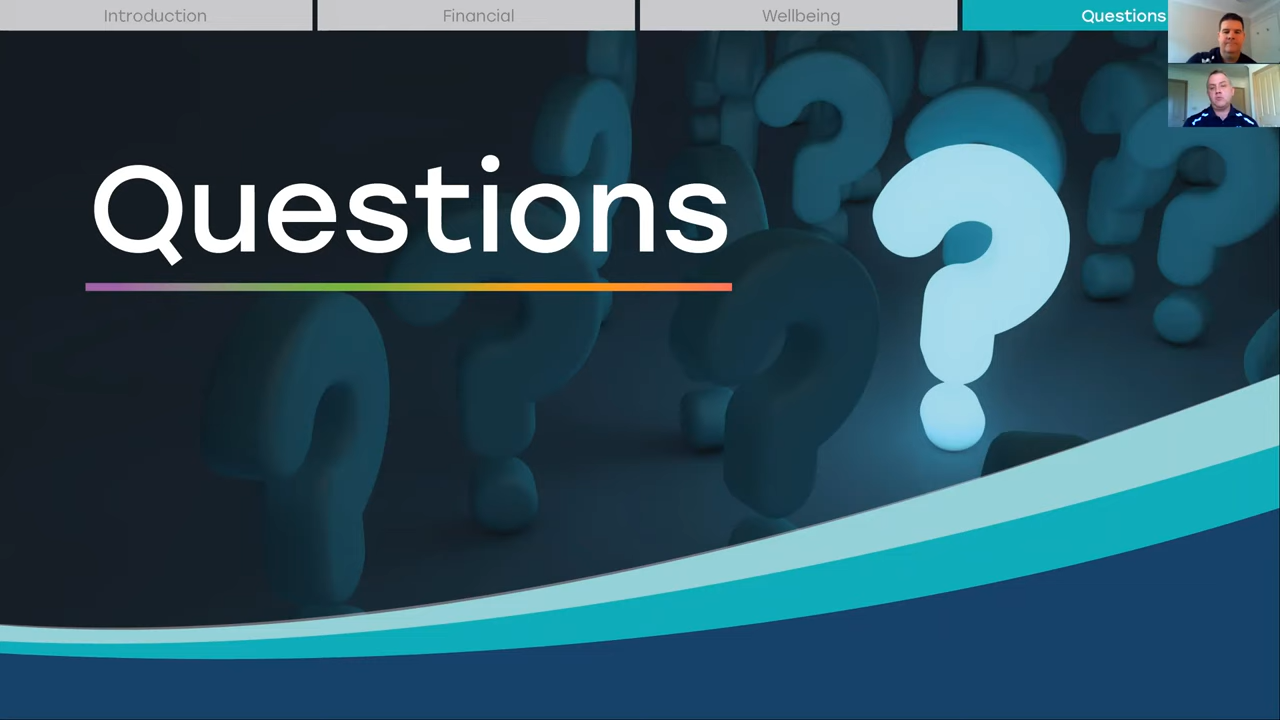 Introduction
Financial
Wellbeing
Questions
Questions